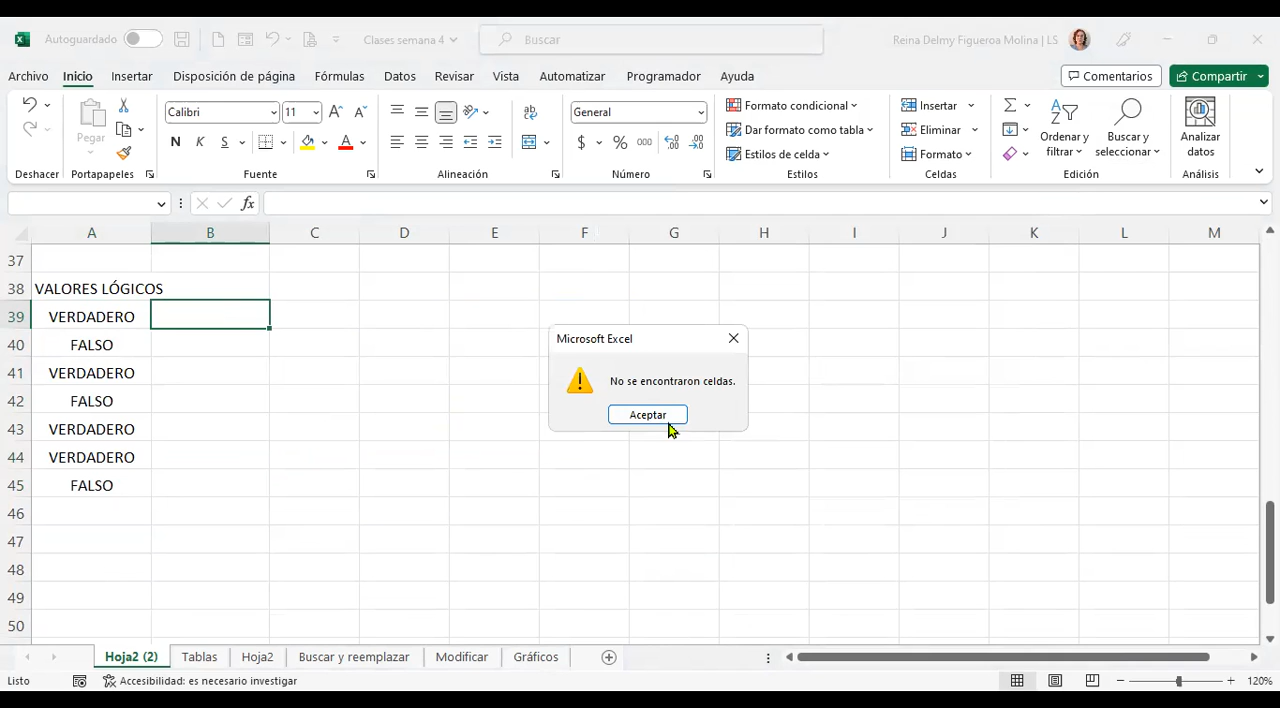 Autoguardado
Clases semana 4
Buscar
Reina Delmy Figueroa Molina | LS
Archivo Inicio Insertar Disposición de página Fórmulas Datos Revisar Vista Automatizar Programador Ayuda
Comentarios Compartir
Pegar
Calibri 11
General
Formato condicional
Dar formato como tabla
Estilos de celda
Insertar
Eliminar
Formato
Ordenar y filtrar
Buscar y seleccionar
Analizar datos
N K S
$ % 000
Deshacer Portapapeles Fuente Alineación Número Estilos Celdas Edición Análisis
fx
A B C D E F G H I J K L M
37
38 VALORES LÓGICOS
39 VERDADERO
40 FALSO
41 VERDADERO
42 FALSO
43 VERDADERO
44 VERDADERO
45 FALSO
46
47
48
49
50
Microsoft Excel
No se encontraron celdas.
Aceptar
Hoja2 (2) Tablas Hoja2 Buscar y reemplazar Modificar Gráficos
Listo Accesibilidad: es necesario investigar 120%